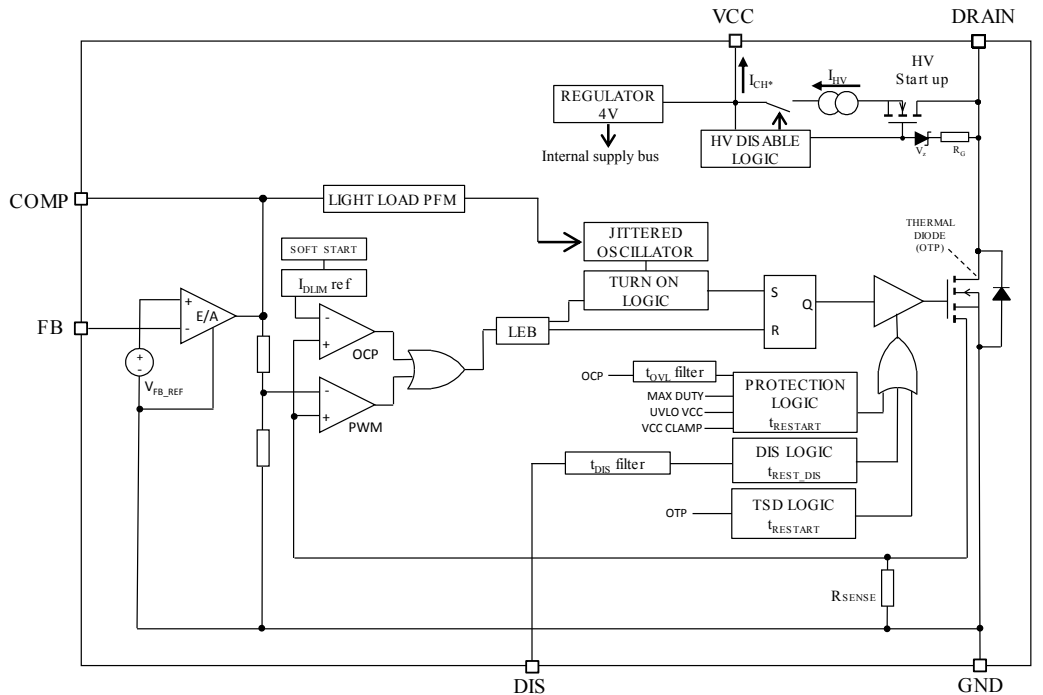 VCC
DRAIN
HV
Start up
I_CH*
I_HV
REGULATOR
4V
Internal supply bus
HV DISABLE
LOGIC
V_z
R_G
COMP
LIGHT LOAD PFM
SOFT START
I_DLIM ref
JITTERED
OSCILLATOR
TURN ON
LOGIC
THERMAL
DIODE
(OTP)
FB
+
-
E/A
+
-
V_FB_REF
-
+
OCP
-
+
PWM
LEB
S
R
Q
OCP
t_OVL filter
MAX DUTY
UVLO VCC
VCC CLAMP
PROTECTION
LOGIC
t_RESTART
t_DIS filter
DIS LOGIC
t_REST_DIS
OTP
TSD LOGIC
t_RESTART
RSENSE
DIS
GND